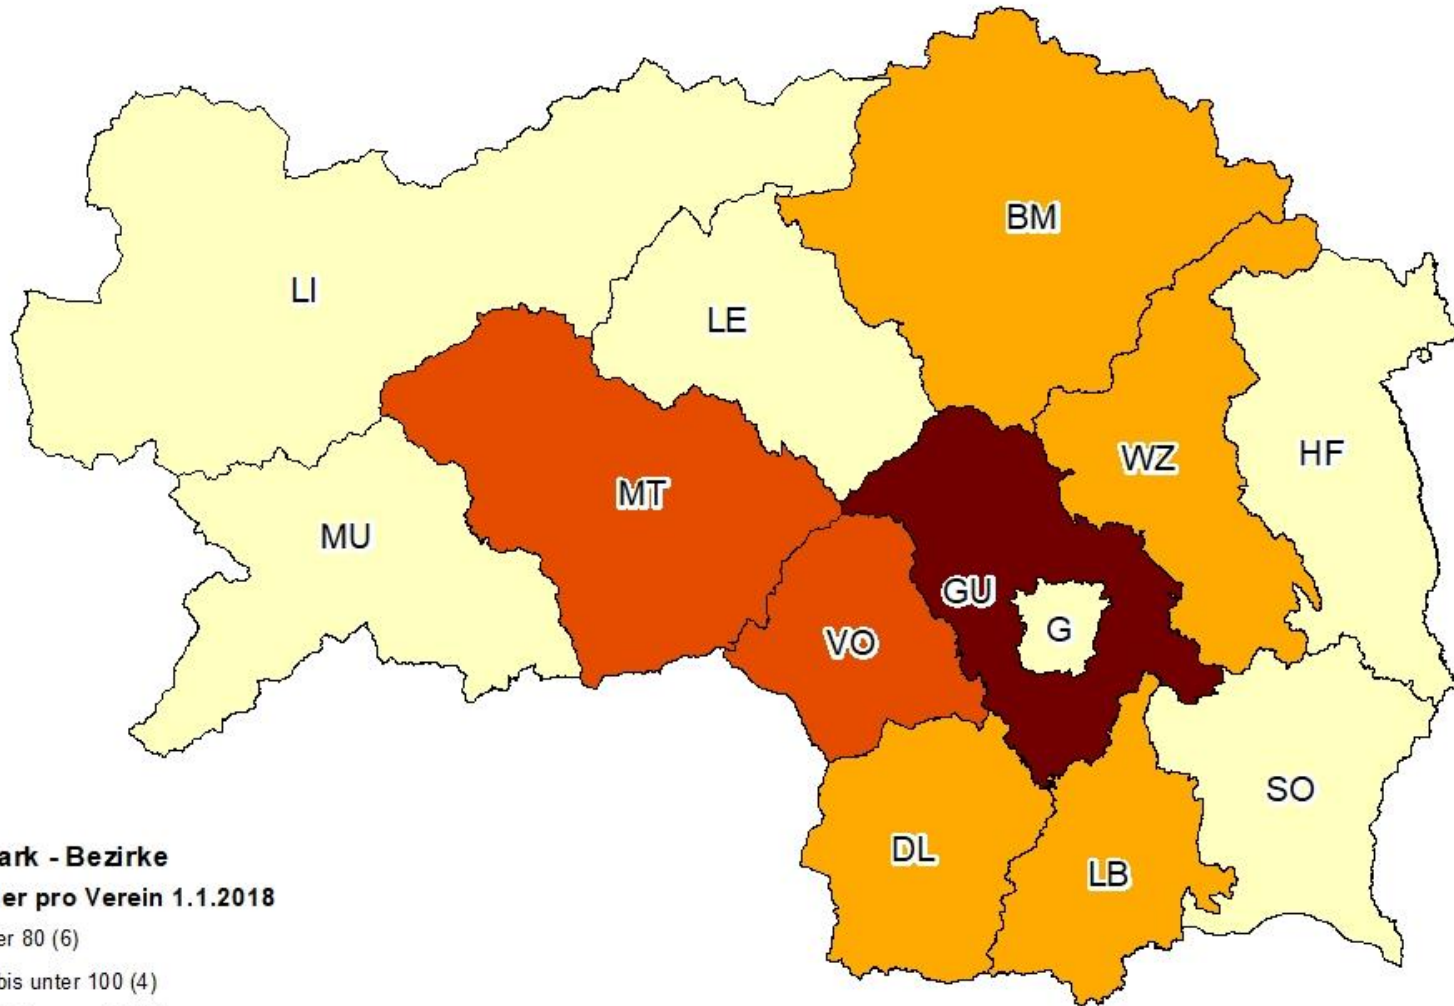 BM
LI
LE
HF
WZ
MT
MU
GU
G
VO
SO
DL
LB
ark - Bezirke
er pro Verein 1.1.2018
er 80 (6)
bis unter 100 (4)